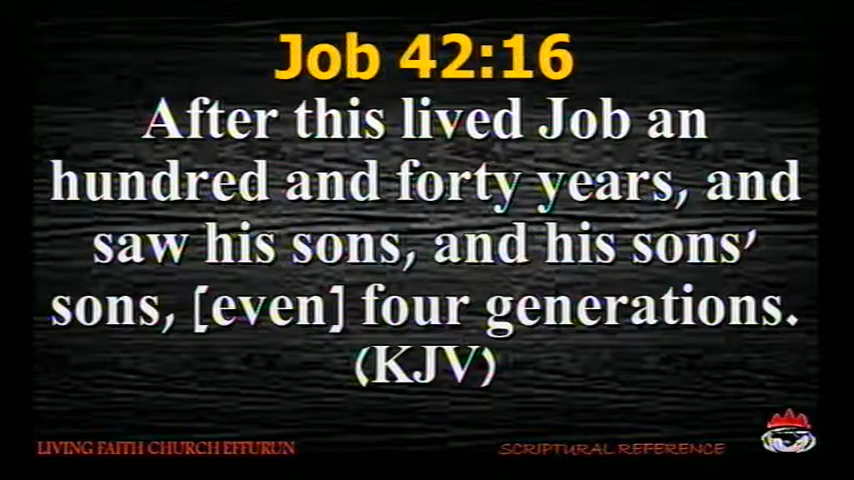 Job 42:16
After this lived Job an
hundred and forty years, and
saw his sons, and his sons’
sons, [even] four generations.
(KJV)
LIVING FAITH CHURCH EFFURUN
SCRIPTURAL REFERENCE